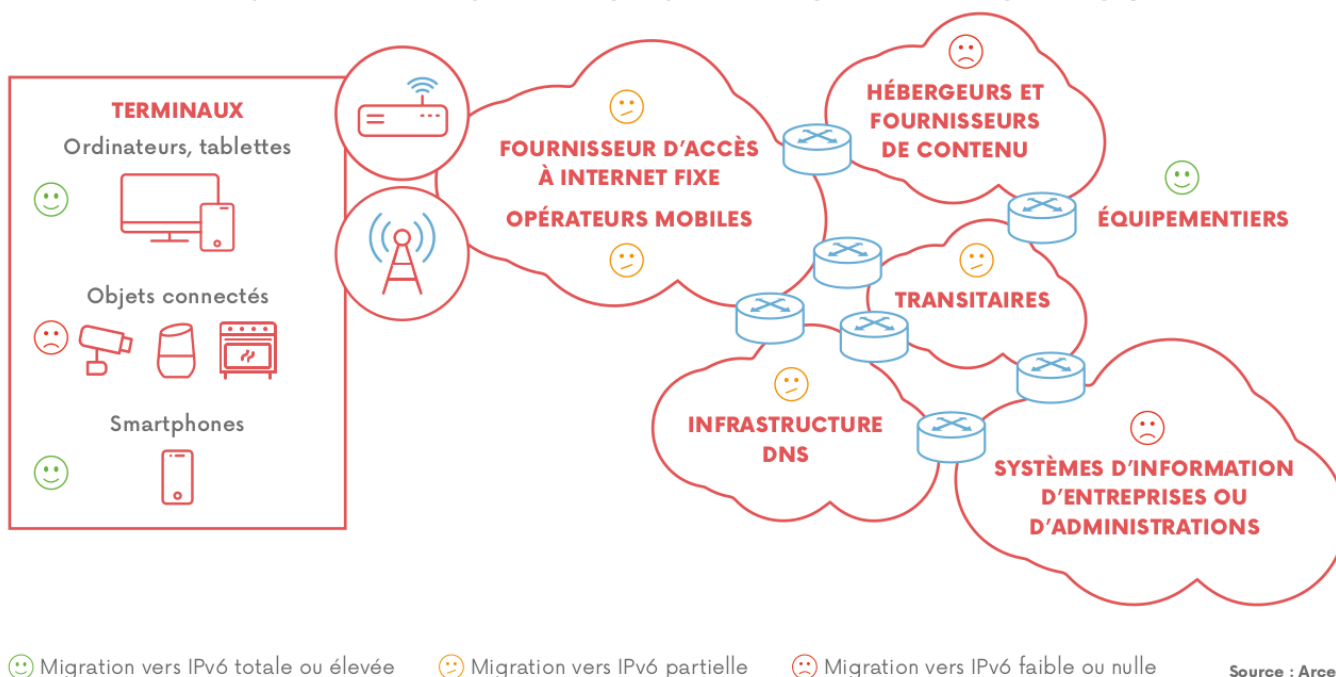 TERMINAUX
Ordinateurs, tablettes
Objets connectés
Smartphones
FOURNISSEUR D'ACCÈS
À INTERNET FIXE
OPÉRATEURS MOBILES
HÉBERGEURS ET
FOURNISSEURS
DE CONTENU
ÉQUIPEMENTIERS
TRANSITAIRES
INFRASTRUCTURE
DNS
SYSTÈMES D'INFORMATION
D'ENTREPRISES OU
D'ADMINISTRATIONS
Migration vers IPv6 totale ou élevée
Migration vers IPv6 partielle
Migration vers IPv6 faible ou nulle
Source : Arce